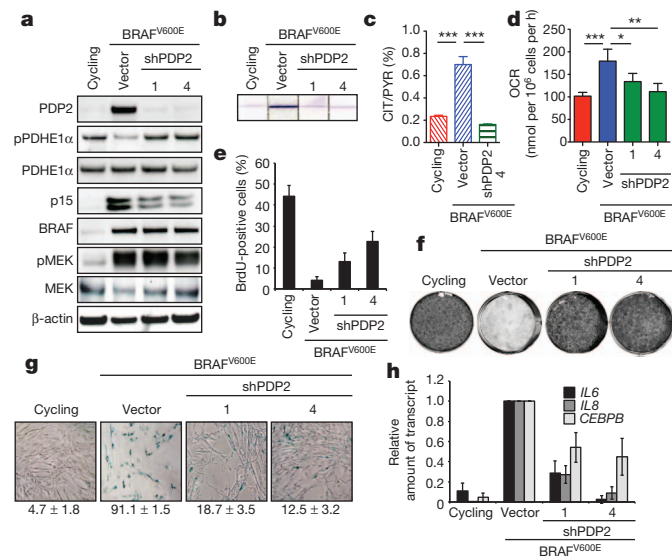 a
BRAF^V600E
shPDP2
Cycling
Vector
1
4
PDP2
pPDHE1α
PDHE1α
p15
BRAF
pMEK
MEK
β-actin
b
BRAF^V600E
shPDP2
Cycling
Vector
1
4
c
CIT/PYR (%)
1.0
0.8
0.6
0.4
0.2
0.0
***
***
Cycling
Vector
shPDP2
4
BRAF^V600E
d
OCR
(nmol per 10^6 cells per h)
250
200
150
100
50
0
**
***
*
Cycling
Vector
1
4
shPDP2
BRAF^V600E
e
BrdU-positive cells (%)
60
50
40
30
20
10
0
Cycling
Vector
1
4
shPDP2
BRAF^V600E
f
BRAF^V600E
shPDP2
Cycling
Vector
1
4
g
BRAF^V600E
shPDP2
Cycling
Vector
1
4
4.7 ± 1.8
91.1 ± 1.5
18.7 ± 3.5
12.5 ± 3.2
h
Relative
amount of transcript
1.2
1.0
0.8
0.6
0.4
0.2
0
IL6
IL8
CEBPB
Cycling
Vector
1
4
shPDP2
BRAF^V600E